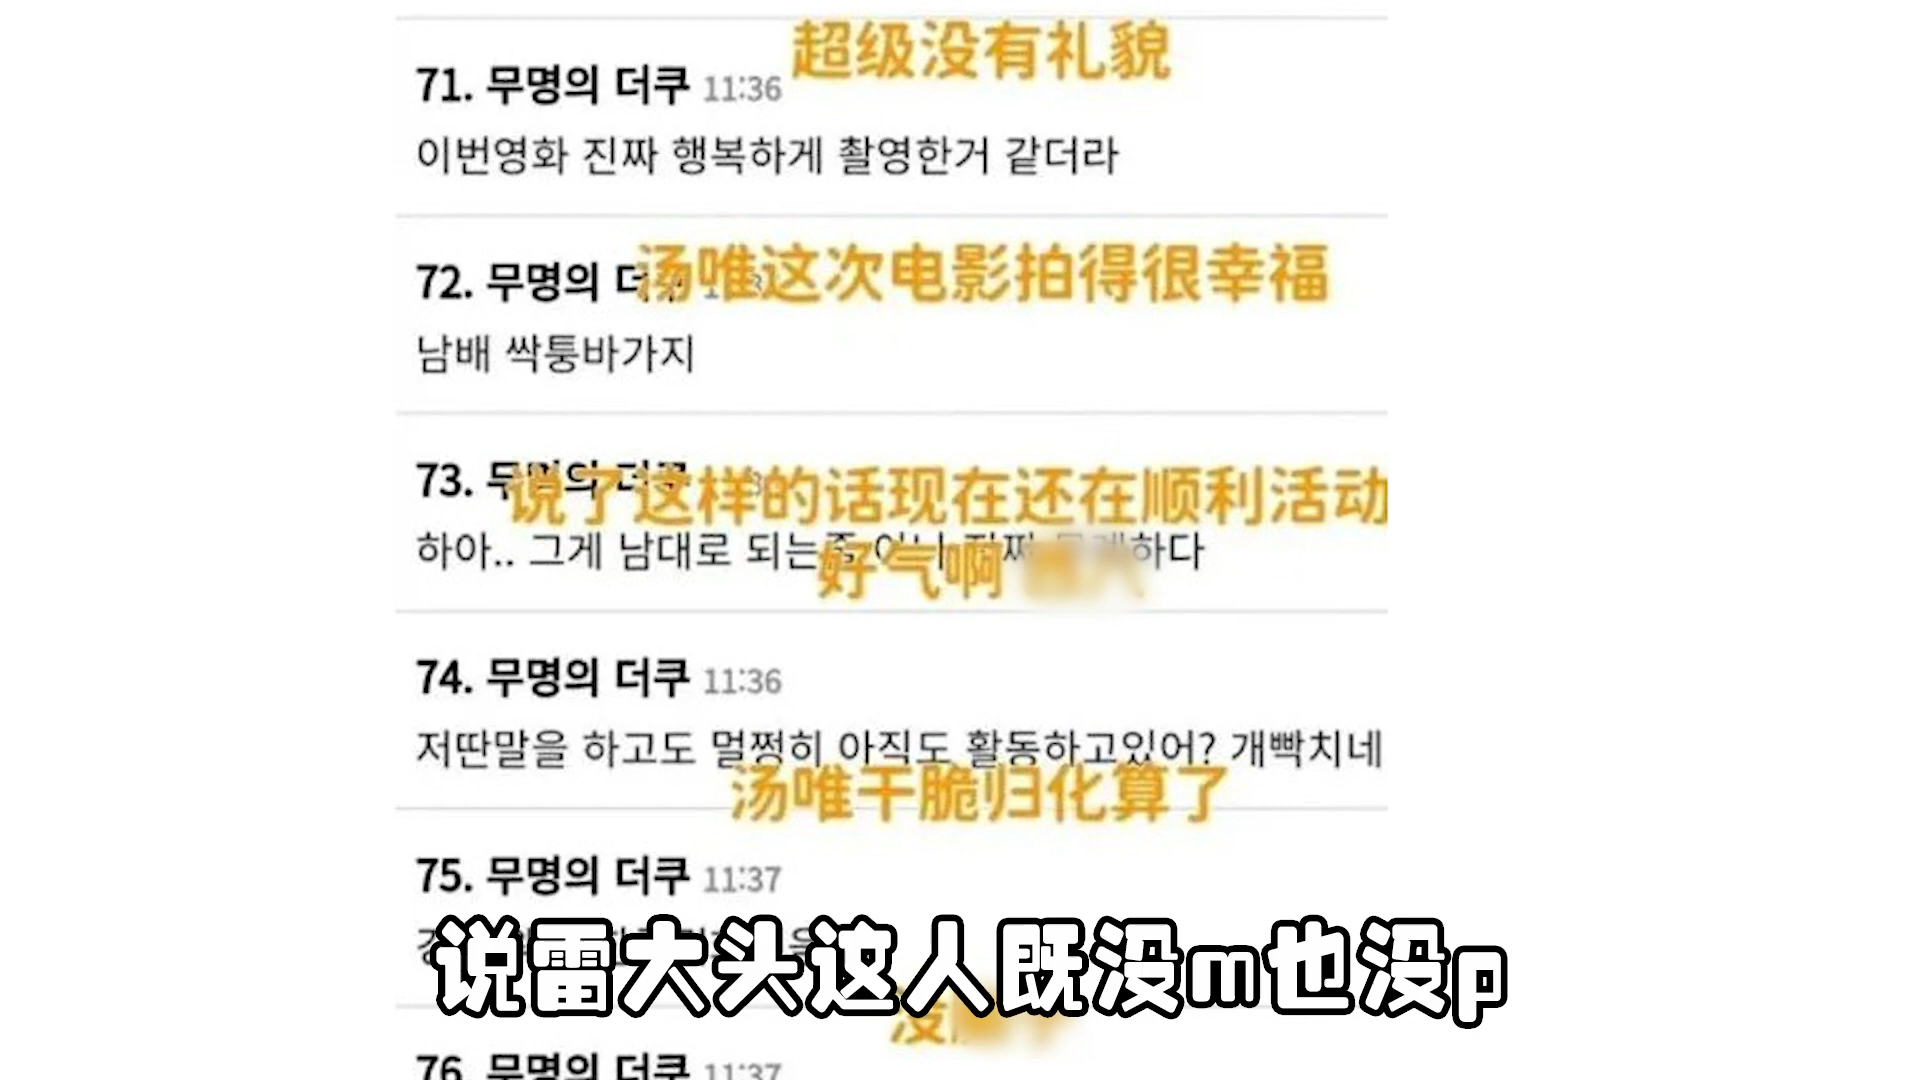 超级没有礼貌
71. 무명의 더쿠 11:36
이번영화 진짜 행복하게 촬영한거 같더라
汤唯这次电影拍得很幸福
72. 무명의
남배 싹퉁바가지
73.
说了这样的话现在还在顺利活动
하아.. 그게 남대로 되는
好气啊
74. 무명의 더쿠 11:36
저딴말을 하고도 멀쩡히 아직도 활동하고있어? 개빡치네
汤唯干脆归化算了
75. 무명의 더쿠 11:37
说雷大头这人既没m也没p
没
76. 무명의 더쿠 11:37